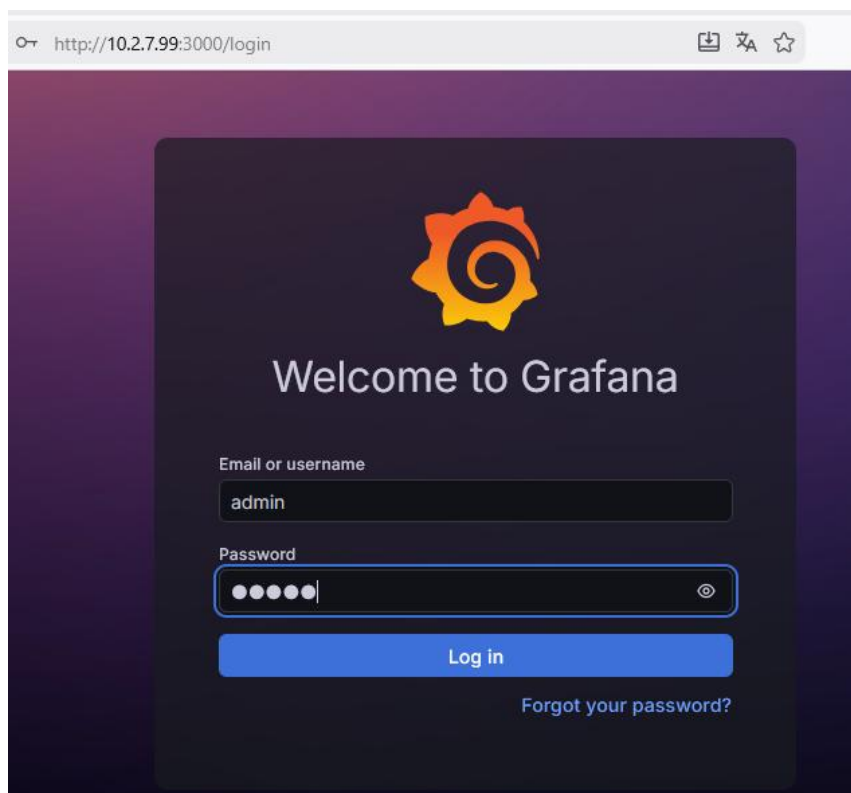 http://10.2.7.99:3000/login
Welcome to Grafana
Email or username
admin
Password
●●●●●
Log in
Forgot your password?